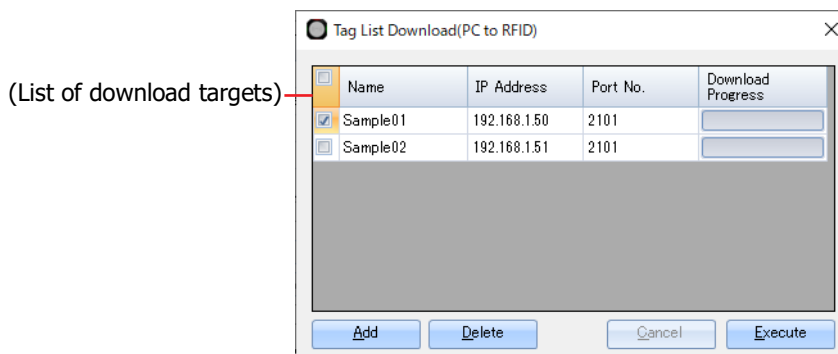 Tag List Download(PC to RFID)
(List of download targets)
Name IP Address Port No. Download Progress
Sample01 192.168.1.50 2101
Sample02 192.168.1.51 2101
Add Delete Cancel Execute